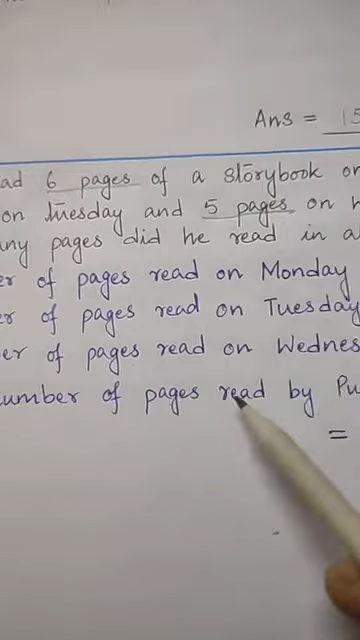 Ans = 15
ad 6 pages of a storybook on
on Tuesday and 5 pages on
any pages did he read in a
er of pages read on Monday
er of pages read on Tuesday
er of pages read on Wednes
umber of pages read by Pu
=